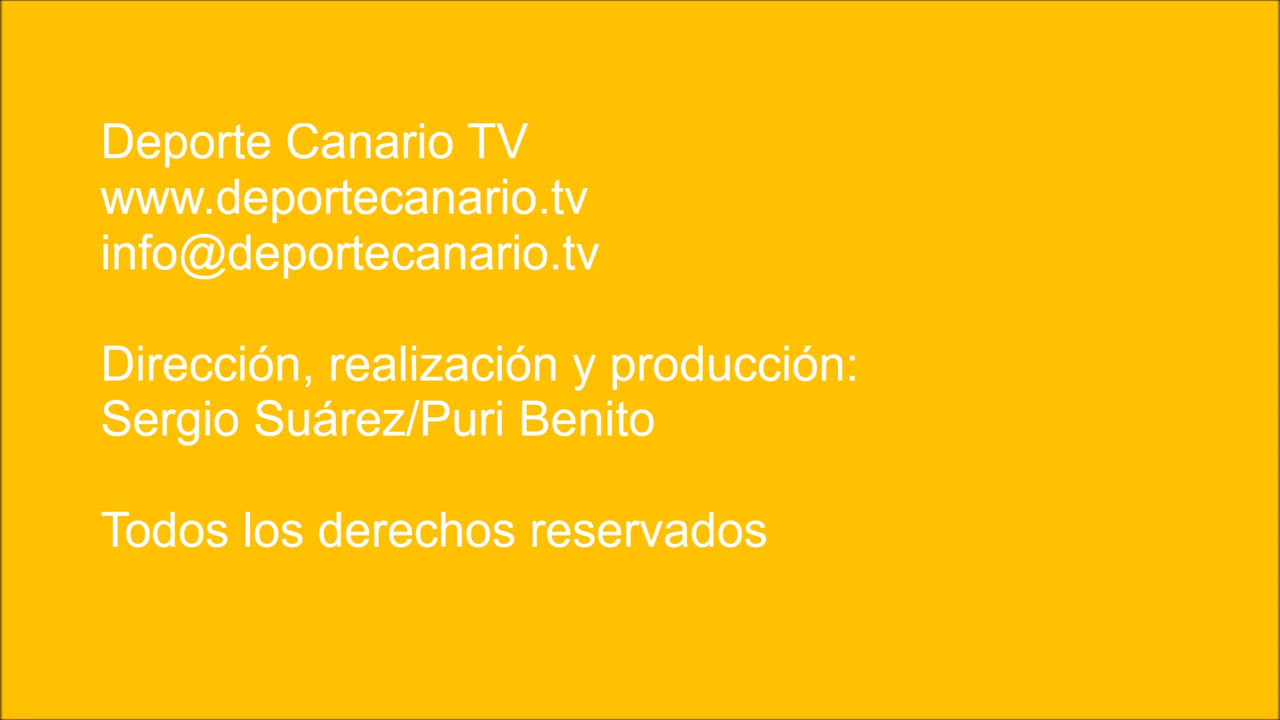 Deporte Canario TV
www.deportecanario.tv
info@deportecanario.tv
Dirección, realización y producción:
Sergio Suárez/Puri Benito
Todos los derechos reservados